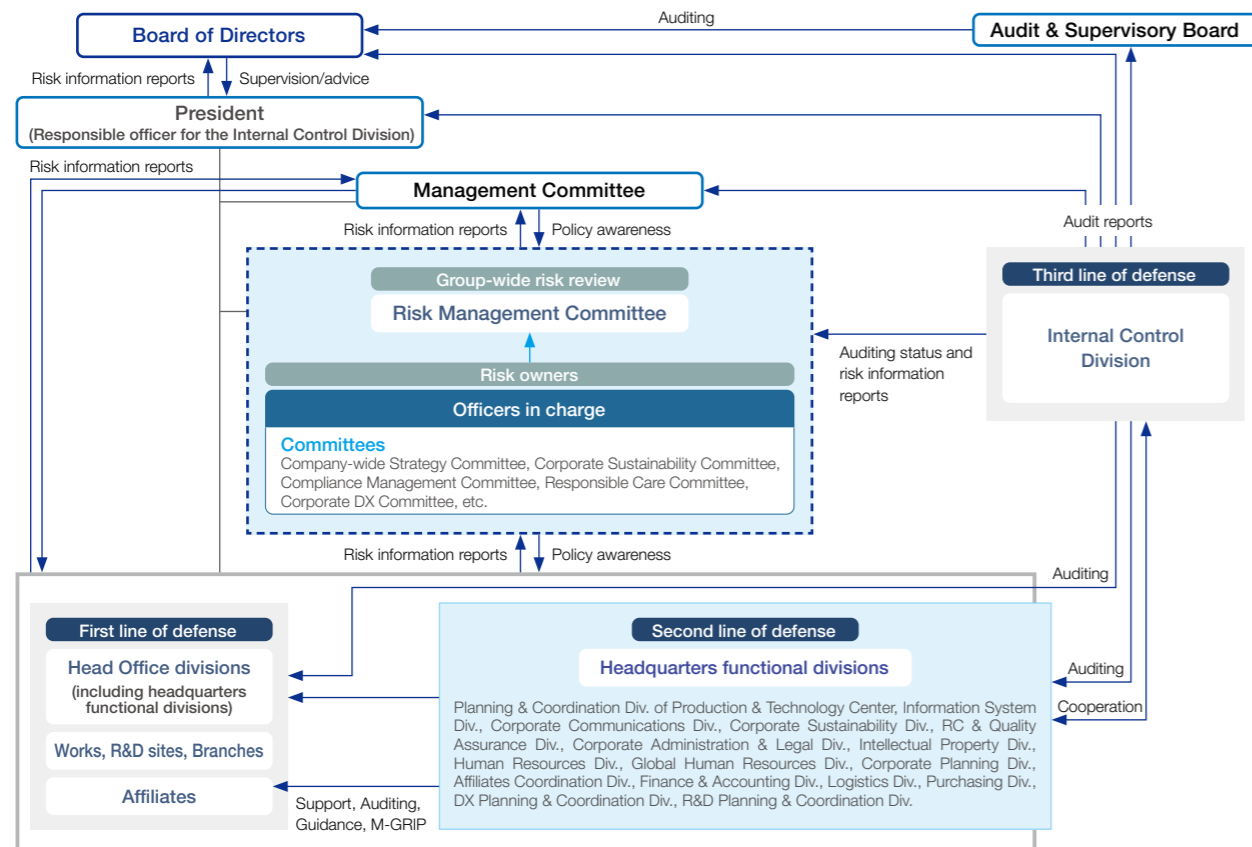 Auditing
Board of Directors
Audit & Supervisory Board
Risk information reports
Supervision/advice
President
(Responsible officer for the Internal Control Division)
Risk information reports
Management Committee
Risk information reports
Policy awareness
Audit reports
Group-wide risk review
Risk Management Committee
Third line of defense
Internal Control
Division
Auditing status and
risk information
reports
Risk owners
Officers in charge
Committees
Company-wide Strategy Committee, Corporate Sustainability Committee,
Compliance Management Committee, Responsible Care Committee,
Corporate DX Committee, etc.
Risk information reports
Policy awareness
Auditing
First line of defense
Head Office divisions
(including headquarters
functional divisions)
Works, R&D sites, Branches
Affiliates
Support, Auditing,
Guidance, M-GRIP
Second line of defense
Headquarters functional divisions
Planning & Coordination Div. of Production & Technology Center, Information System
Div., Corporate Communications Div., Corporate Sustainability Div., RC & Quality
Assurance Div., Corporate Administration & Legal Div., Intellectual Property Div.,
Human Resources Div., Global Human Resources Div., Corporate Planning Div.,
Affiliates Coordination Div., Finance & Accounting Div., Logistics Div., Purchasing Div.,
DX Planning & Coordination Div., R&D Planning & Coordination Div.
Auditing
Cooperation